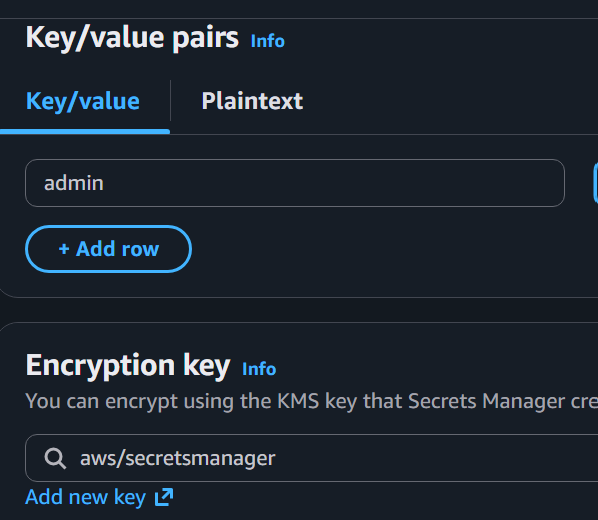 Key/value pairs Info
Key/value Plaintext
admin
+ Add row
Encryption key Info
You can encrypt using the KMS key that Secrets Manager cre
aws/secretsmanager
Add new key